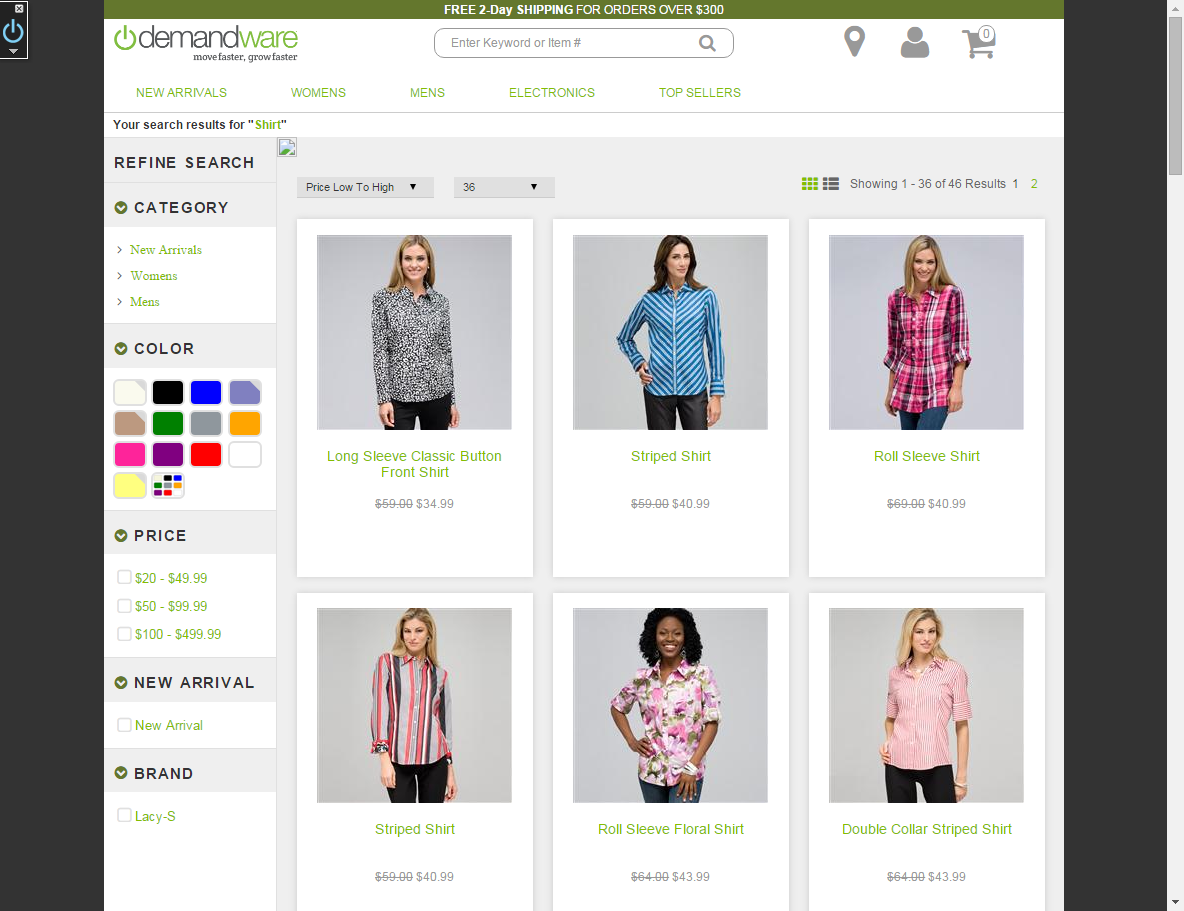 FREE 2-Day SHIPPING FOR ORDERS OVER $300
demandware
move faster, grow faster
Enter Keyword or Item #
0
NEW ARRIVALS WOMENS MENS ELECTRONICS TOP SELLERS
Your search results for "Shirt"
REFINE SEARCH
CATEGORY
New Arrivals
Womens
Mens
COLOR
PRICE
$20 - $49.99
$50 - $99.99
$100 - $499.99
NEW ARRIVAL
New Arrival
BRAND
Lacy-S
Price Low To High 36 Showing 1 - 36 of 46 Results 1 2
Long Sleeve Classic Button
Front Shirt
$59.00 $34.99
Striped Shirt
$59.00 $40.99
Roll Sleeve Shirt
$69.00 $40.99
Striped Shirt
$59.00 $40.99
Roll Sleeve Floral Shirt
$64.00 $43.99
Double Collar Striped Shirt
$64.00 $43.99